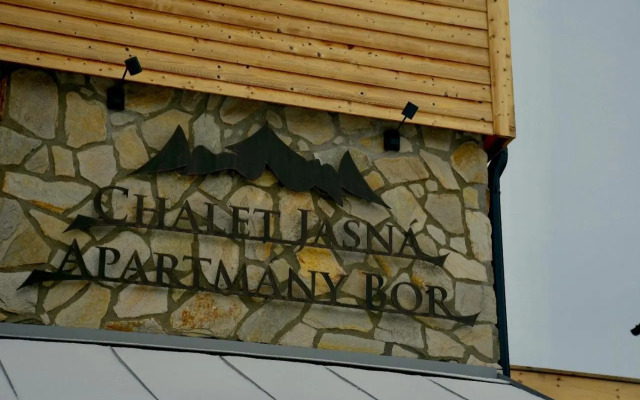 CHALET JASNÁ
APARTMÁNY BOR